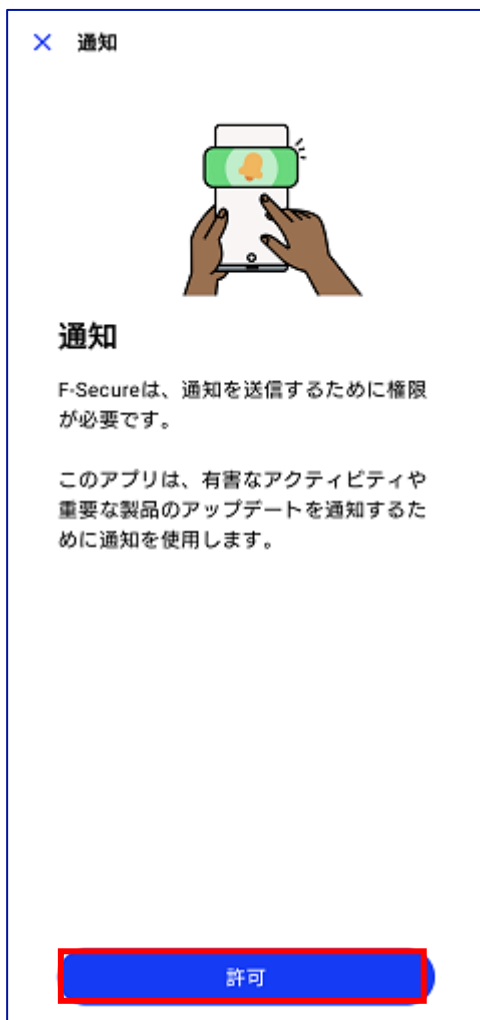 通知
通知
F-Secureは、通知を送信するために権限
が必要です。
このアプリは、有害なアクティビティや
重要な製品のアップデートを通知するた
めに通知を使用します。
許可